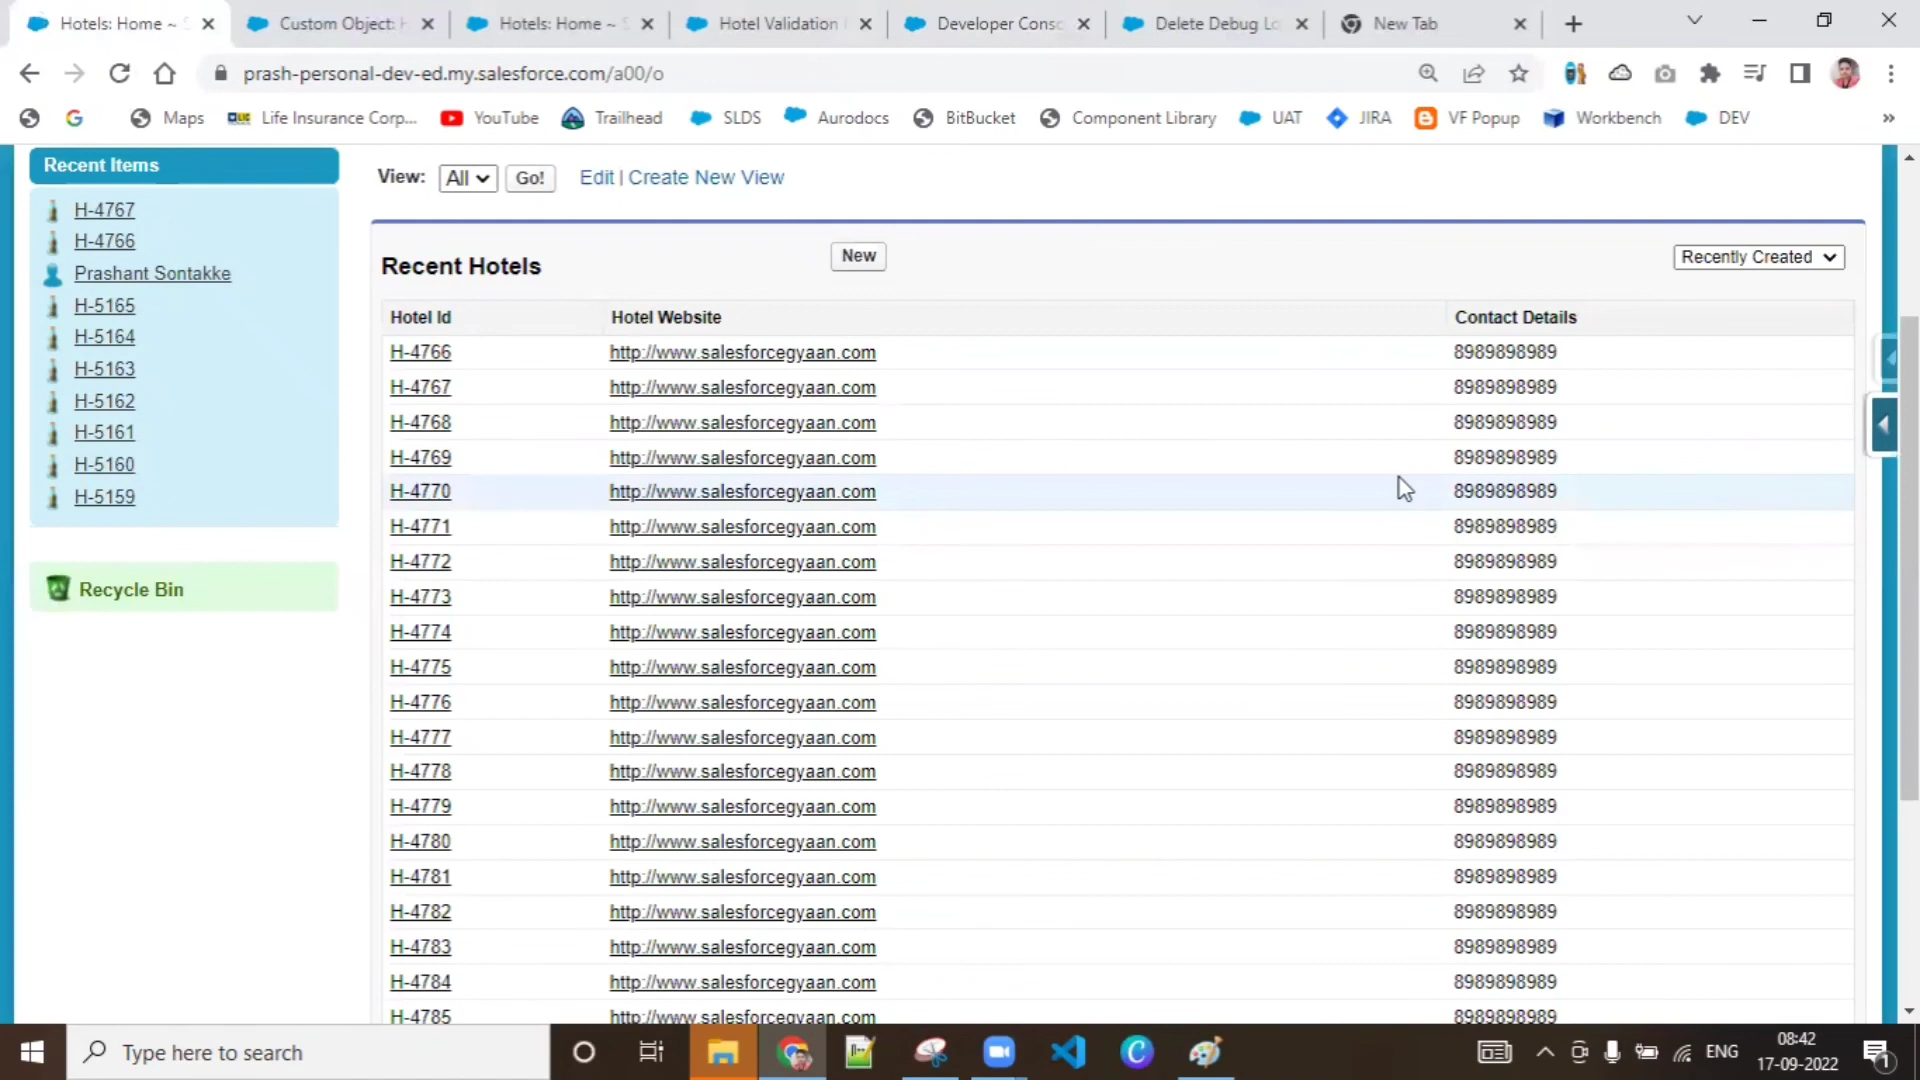 Hotels: Home ~ S
Custom Object: H
Hotels: Home ~ S
Hotel Validation
Developer Consc
Delete Debug Lo
New Tab
prash-personal-dev-ed.my.salesforce.com/a00/o
Maps
Life Insurance Corp...
YouTube
Trailhead
SLDS
Aurodocs
BitBucket
Component Library
UAT
JIRA
VF Popup
Workbench
DEV
»
Recent Items
H-4767
H-4766
Prashant Sontakke
H-5165
H-5164
H-5163
H-5162
H-5161
H-5160
H-5159
Recycle Bin
View: All Go! Edit | Create New View
Recent Hotels New Recently Created
Hotel Id Hotel Website Contact Details
H-4766 http://www.salesforcegyaan.com 8989898989
H-4767 http://www.salesforcegyaan.com 8989898989
H-4768 http://www.salesforcegyaan.com 8989898989
H-4769 http://www.salesforcegyaan.com 8989898989
H-4770 http://www.salesforcegyaan.com 8989898989
H-4771 http://www.salesforcegyaan.com 8989898989
H-4772 http://www.salesforcegyaan.com 8989898989
H-4773 http://www.salesforcegyaan.com 8989898989
H-4774 http://www.salesforcegyaan.com 8989898989
H-4775 http://www.salesforcegyaan.com 8989898989
H-4776 http://www.salesforcegyaan.com 8989898989
H-4777 http://www.salesforcegyaan.com 8989898989
H-4778 http://www.salesforcegyaan.com 8989898989
H-4779 http://www.salesforcegyaan.com 8989898989
H-4780 http://www.salesforcegyaan.com 8989898989
H-4781 http://www.salesforcegyaan.com 8989898989
H-4782 http://www.salesforcegyaan.com 8989898989
H-4783 http://www.salesforcegyaan.com 8989898989
H-4784 http://www.salesforcegyaan.com 8989898989
H-4785 http://www.salesforcegyaan.com 8989898989
Type here to search
ENG
08:42
17-09-2022
1